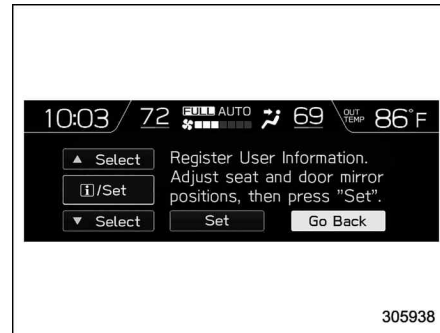 10:03 72 FULL AUTO 69 OUT TEMP 86°F
▲ Select
i/Set
▼ Select
Register User Information.
Adjust seat and door mirror
positions, then press "Set".
Set Go Back
305938